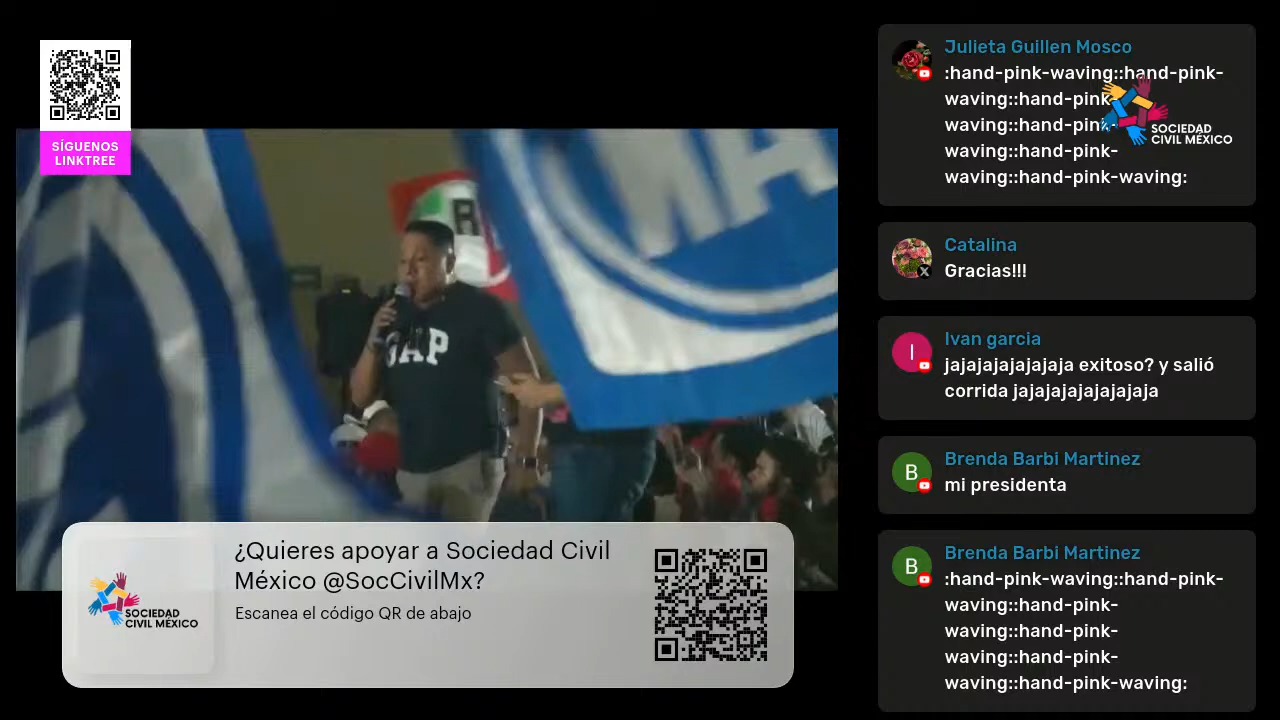 SÍGUENOS
LINKTREE
GAP
¿Quieres apoyar a Sociedad Civil
México @SocCivilMx?
Escanea el código QR de abajo
SOCIEDAD
CIVIL MÉXICO
Julieta Guillen Mosco
:hand-pink-waving::hand-pink-
waving::hand-pink-
waving::hand-pink-
waving::hand-pink-
waving::hand-pink-waving:
SOCIEDAD
CIVIL MÉXICO
Catalina
Gracias!!!
I
Ivan garcia
jajajajajajaja exitoso? y salió
corrida jajajajajajajajaja
B
Brenda Barbi Martinez
mi presidenta
B
Brenda Barbi Martinez
:hand-pink-waving::hand-pink-
waving::hand-pink-
waving::hand-pink-
waving::hand-pink-
waving::hand-pink-waving: